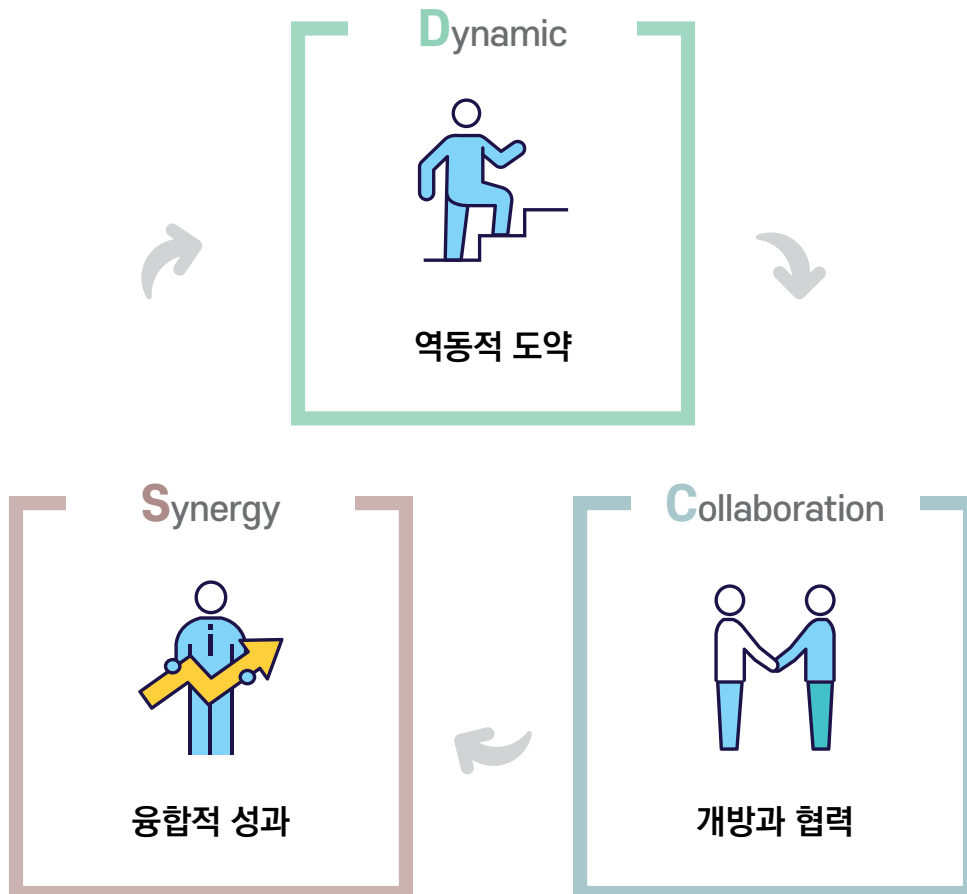 Dynamic
역동적 도약
Synergy
융합적 성과
Collaboration
개방과 협력